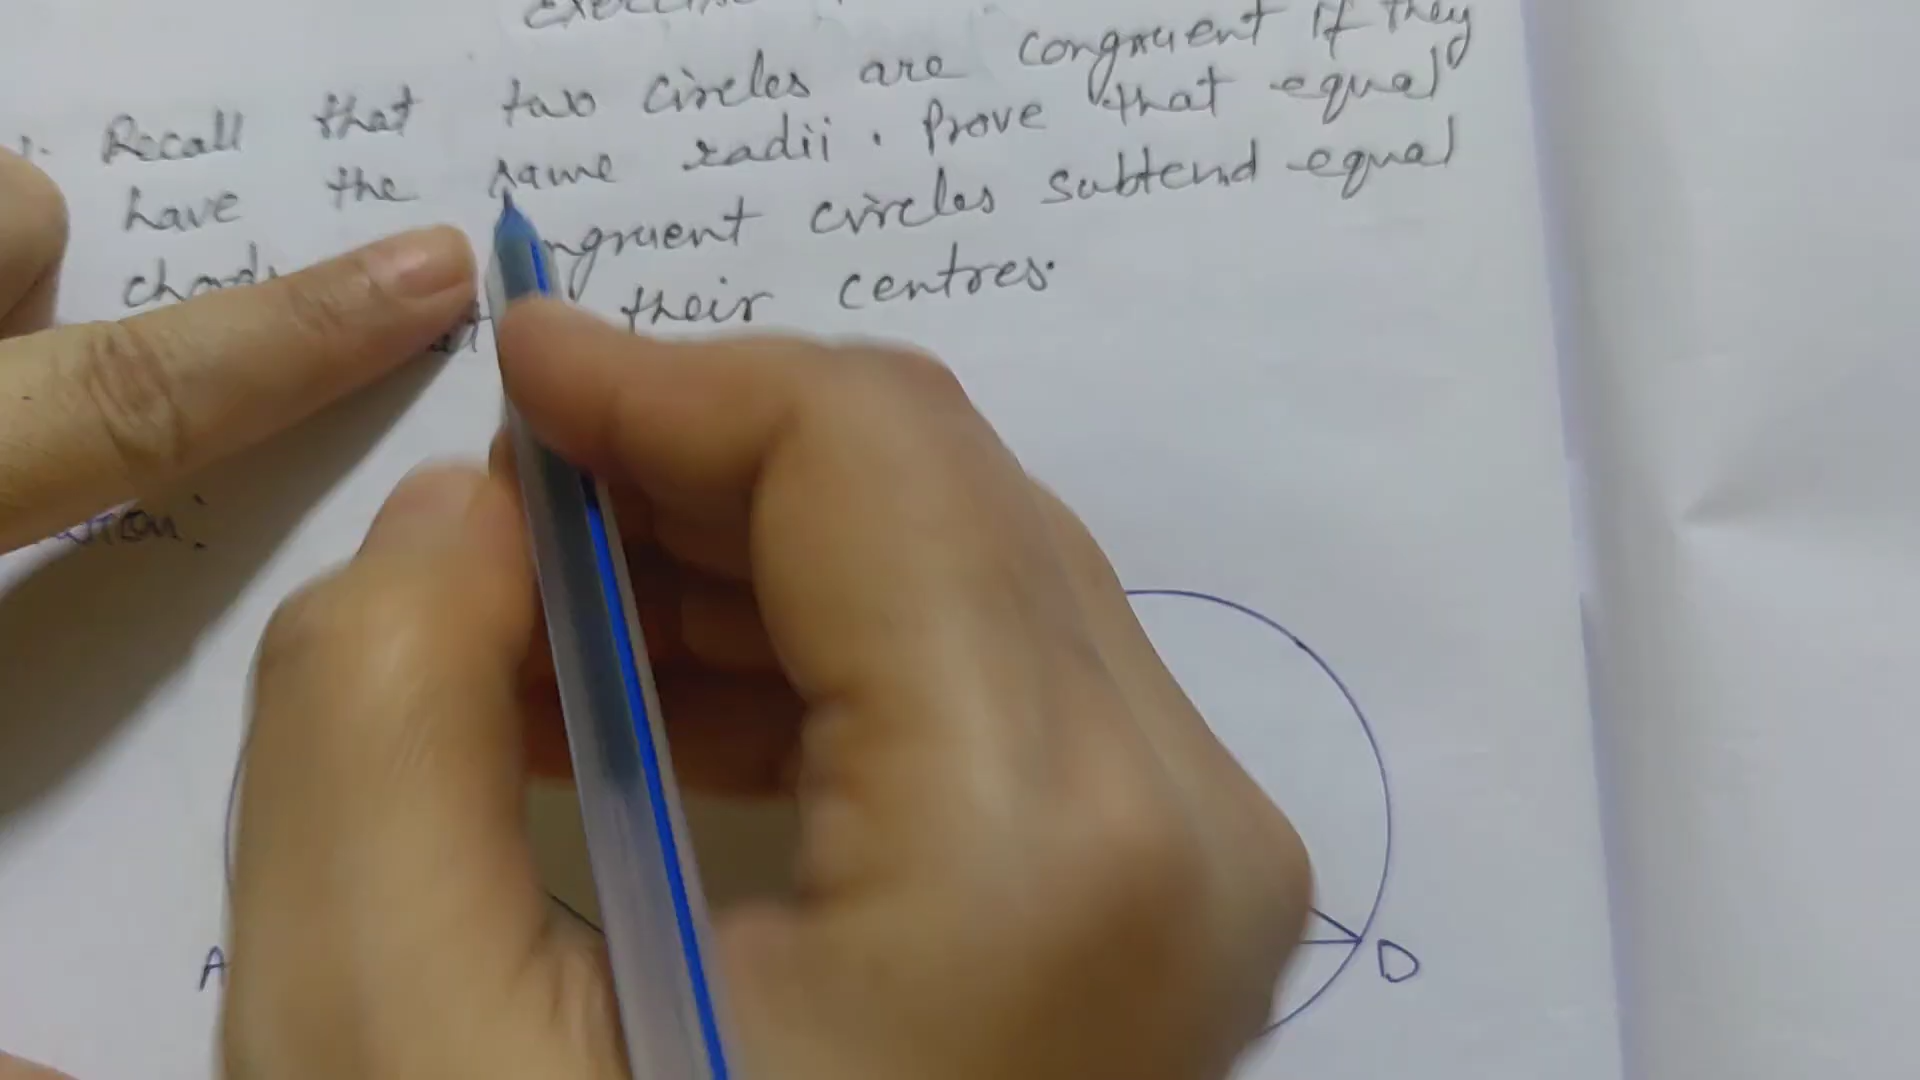 Recall that two circles are congruent if they
have the same radii. Prove that equal
circles subtend equal
their centres.
A
D